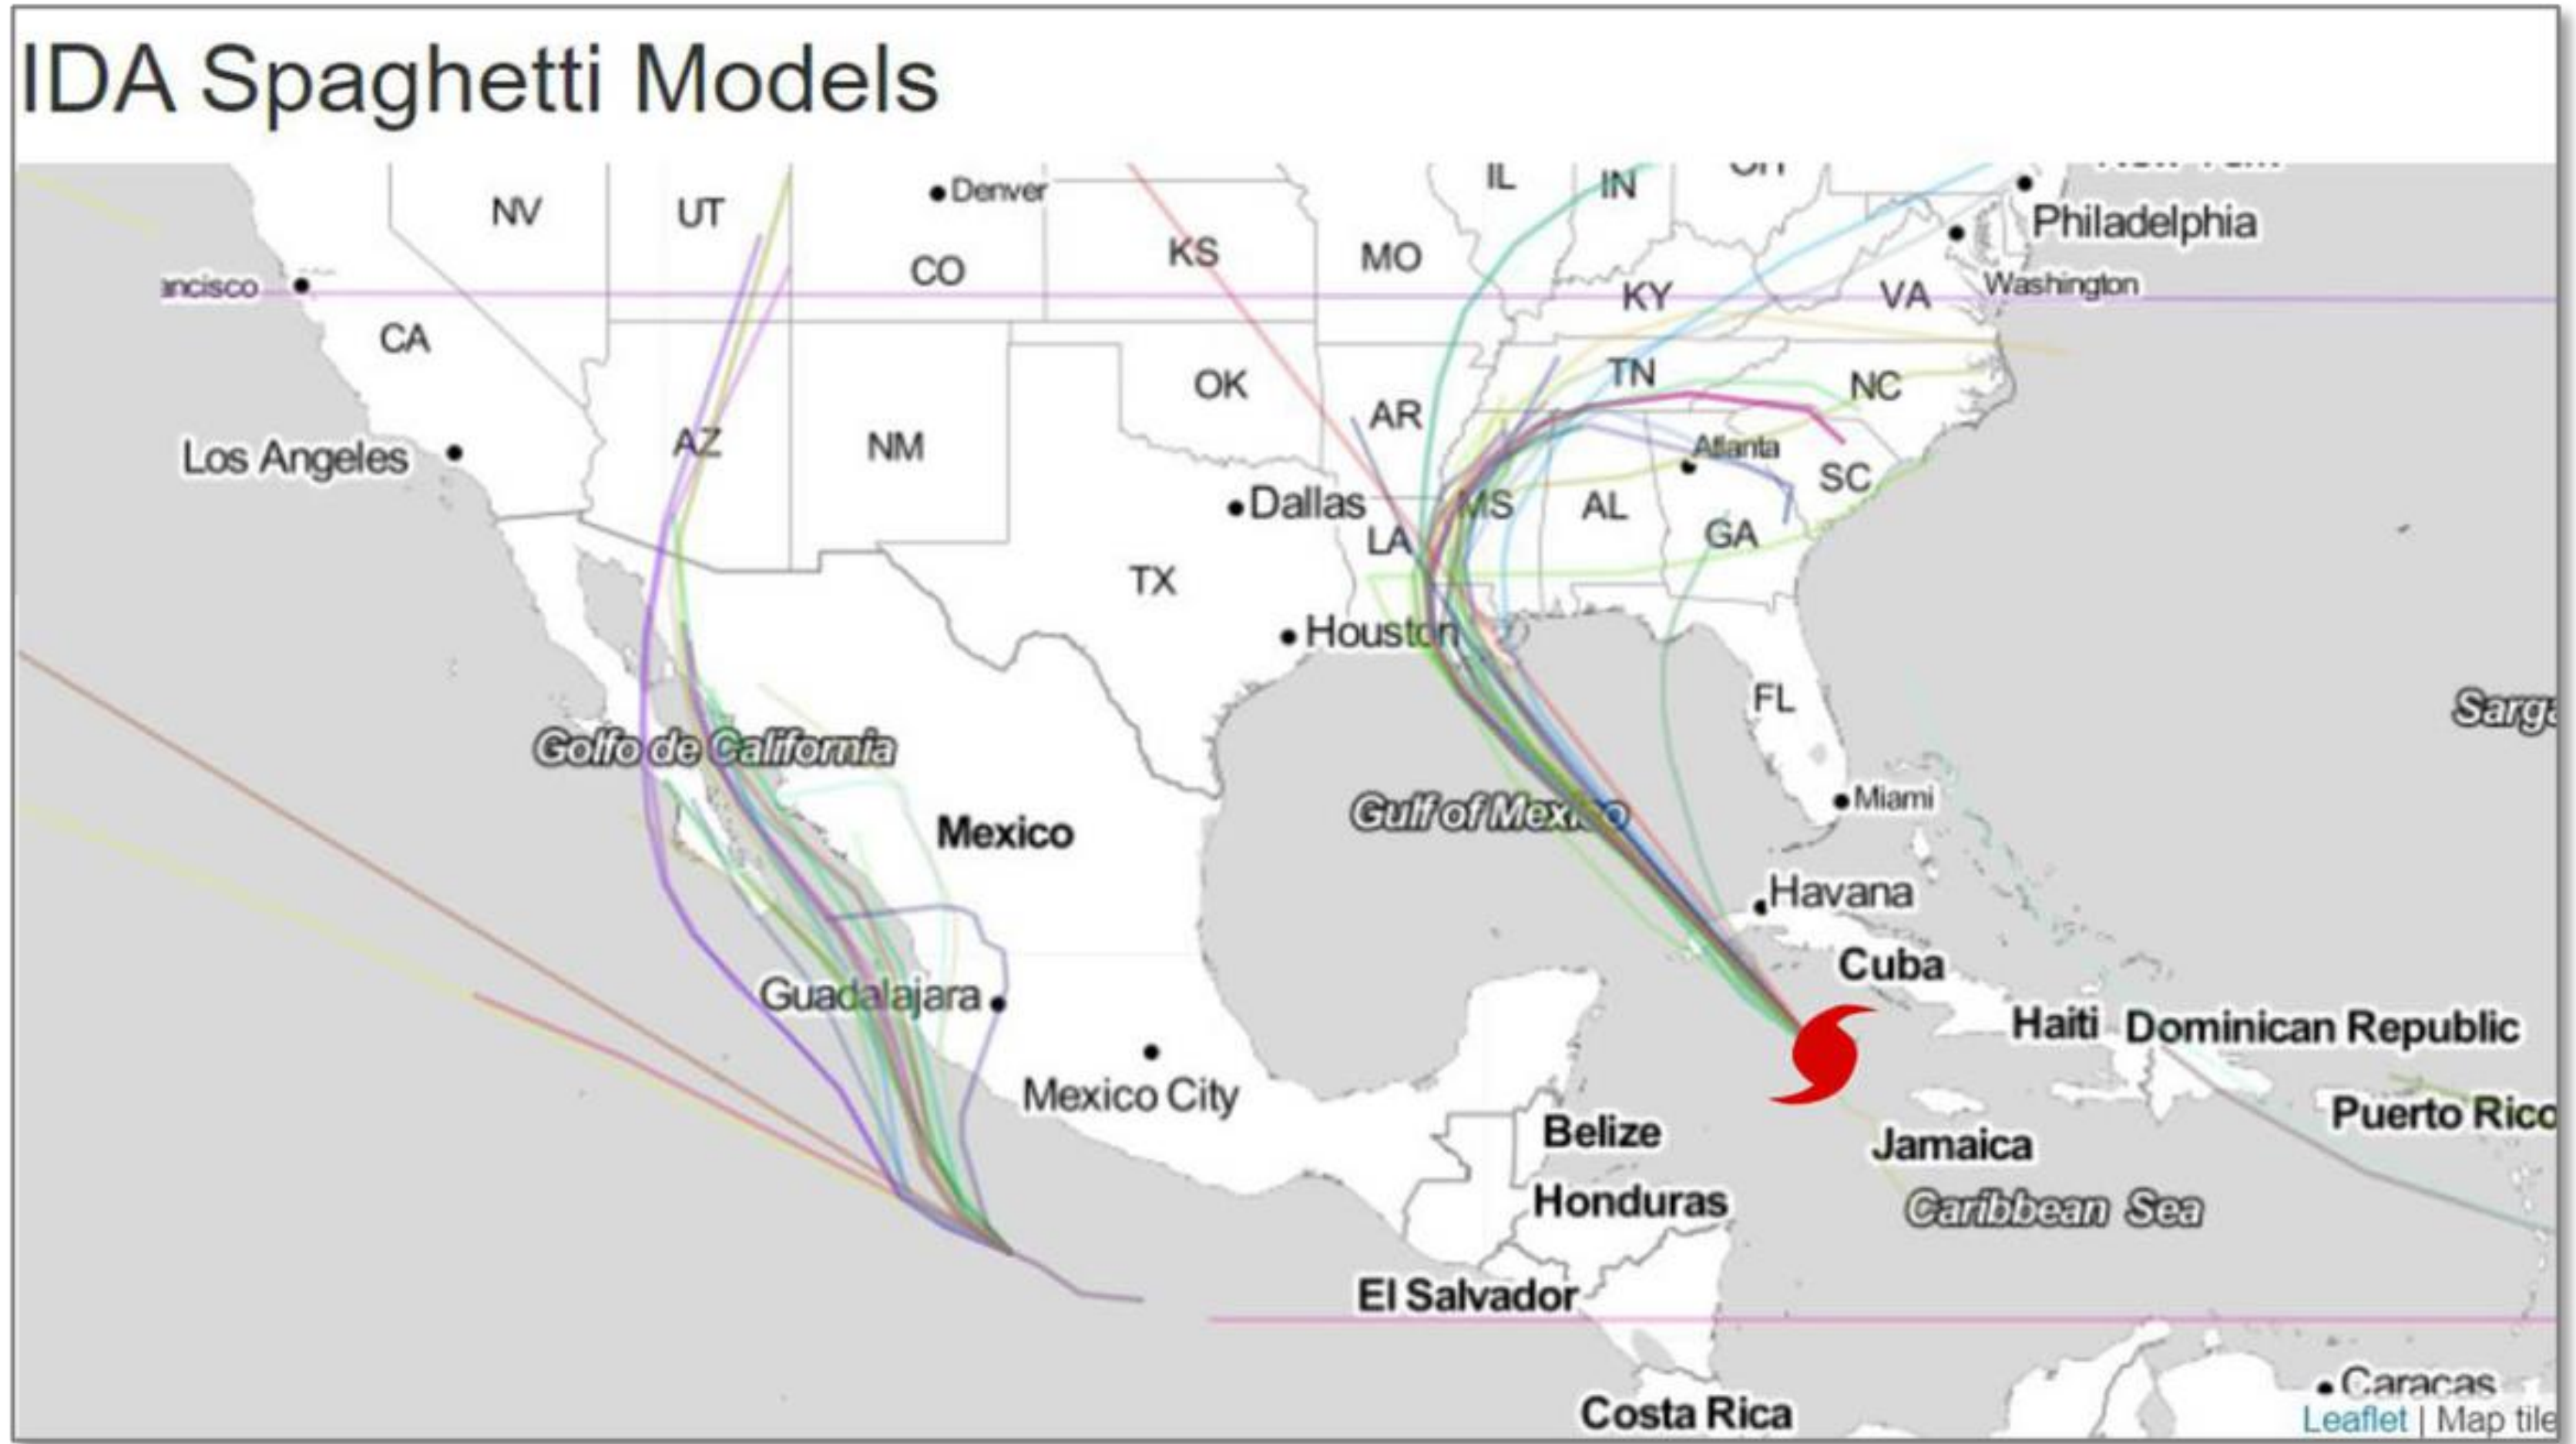 IDA Spaghetti Models
IL
IN
NV
UT
Denver
Philadelphia
KS
MO
CO
ancisco
KY
VA
Washington
CA
TN
NC
OK
AR
Los Angeles
AZ
NM
Atlanta
SC
Dallas
MS
AL
GA
LA
TX
Houston
FL
Sarga
Golfo de California
Miami
Gulf of Mexico
Mexico
Havana
Cuba
Guadalajara
Haiti
Dominican Republic
Mexico City
Puerto Rico
Belize
Jamaica
Honduras
Caribbean Sea
El Salvador
Caracas
Costa Rica
Leaflet | Map tile